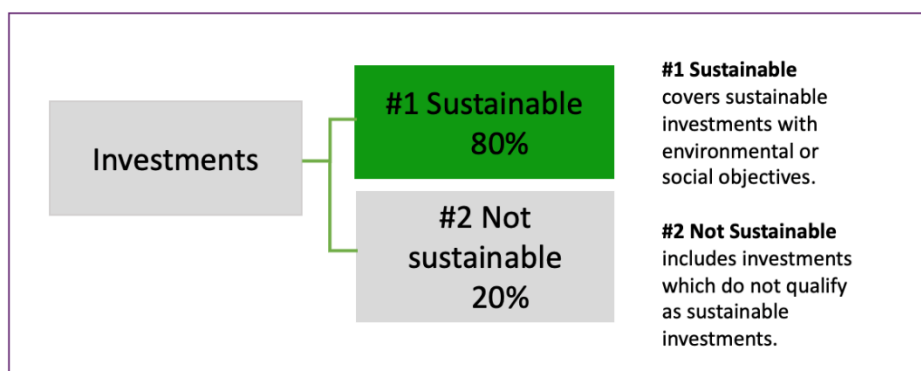 Investments
#1 Sustainable
80%
#2 Not
sustainable
20%
#1 Sustainable
covers sustainable
investments with
environmental or
social objectives.
#2 Not Sustainable
includes investments
which do not qualify
as sustainable
investments.